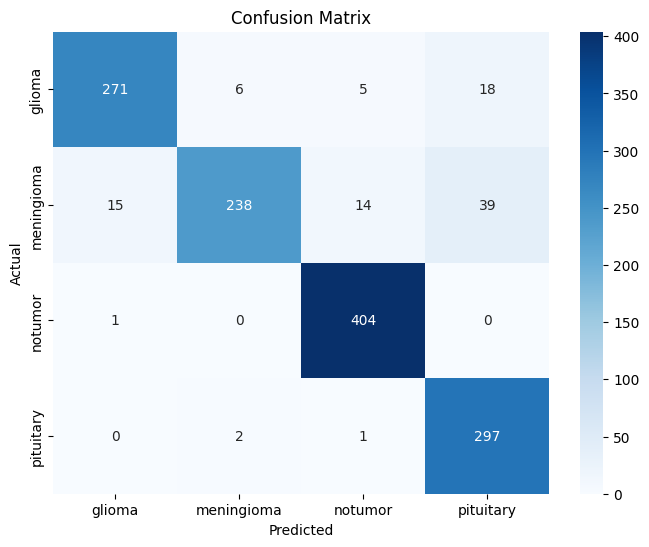 Confusion Matrix
Actual
glioma 271 6 5 18
meningioma 15 238 14 39
notumor 1 0 404 0
pituitary 0 2 1 297
glioma meningioma notumor pituitary
Predicted
400
350
300
250
200
150
100
50
0